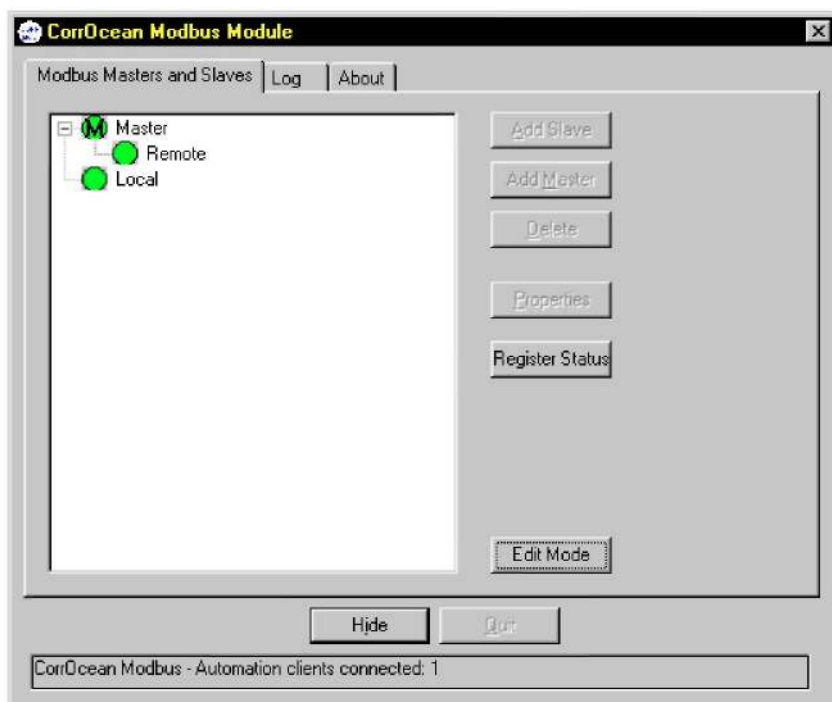 CorrOcean Modbus Module
Modbus Masters and Slaves Log About
M Master
Remote
Local
Add Slave
Add Master
Delete
Properties
Register Status
Edit Mode
Hide Quit
CorrOcean Modbus - Automation clients connected: 1